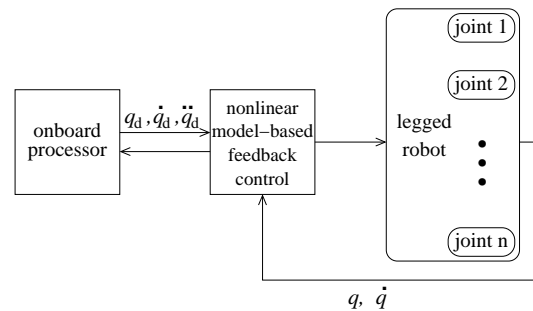 onboard
processor
q_d , q̇_d , q̈_d
nonlinear
model–based
feedback
control
legged
robot
joint 1
joint 2
joint n
q, q̇